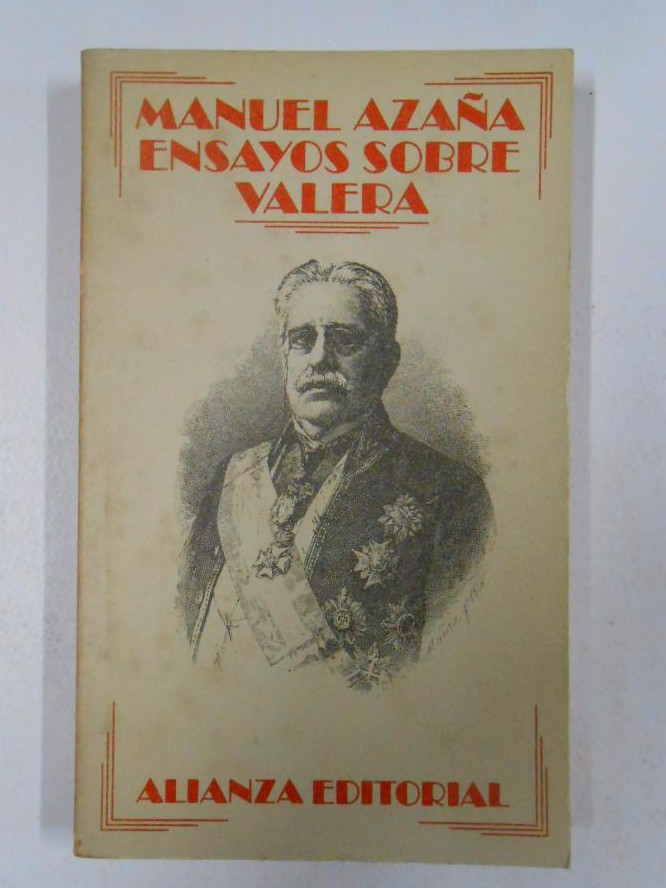 MANUEL AZAÑA
ENSAYOS SOBRE
VALERA
ALIANZA EDITORIAL